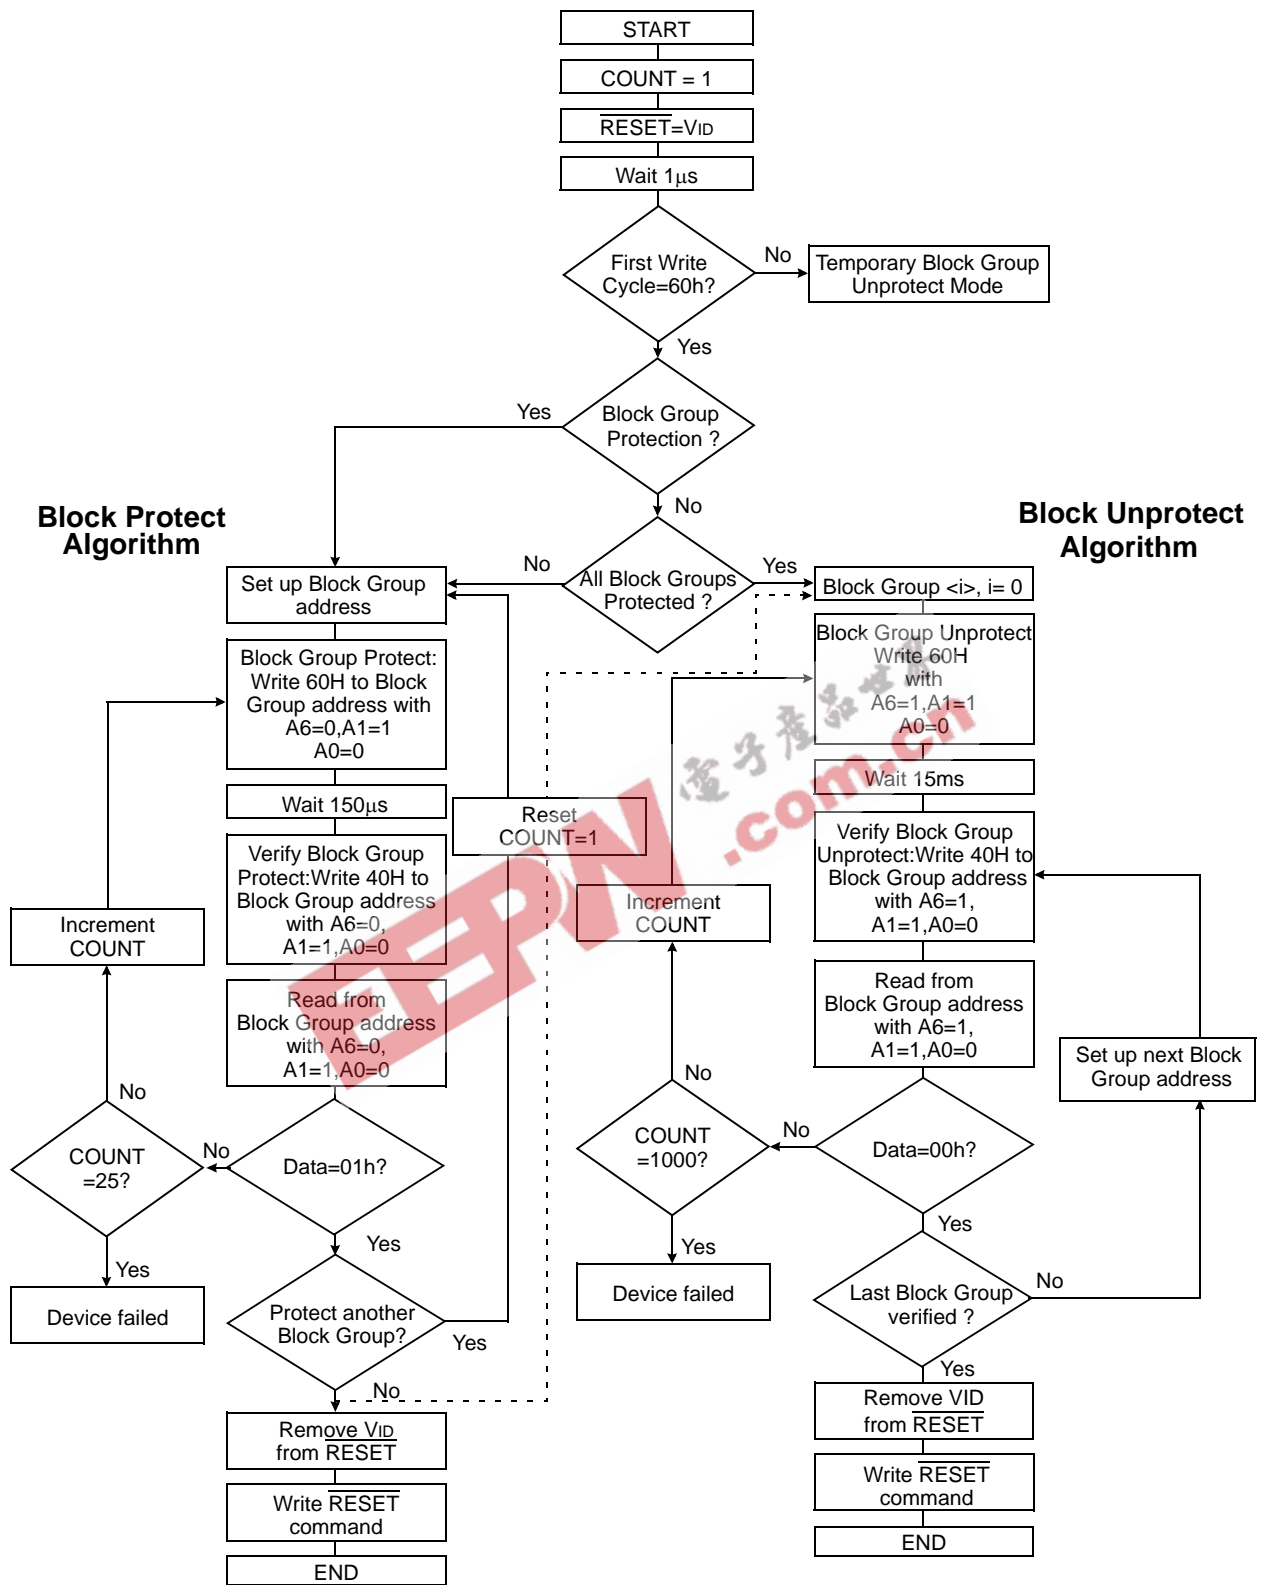 START
COUNT = 1
RESET=VID
Wait 1µs
First Write
Cycle=60h?
No
Temporary Block Group
Unprotect Mode
Yes
Block Group
Protection ?
Yes
No
Block Protect
Algorithm
Block Unprotect
Algorithm
All Block Groups
Protected ?
No
Yes
Set up Block Group
address
Block Group Protect:
Write 60H to Block
Group address with
A6=0,A1=1
A0=0
Wait 150µs
Reset
COUNT=1
Verify Block Group
Protect:Write 40H to
Block Group address
with A6=0,
A1=1,A0=0
Increment
COUNT
Read from
Block Group address
with A6=0,
A1=1,A0=0
No
COUNT
=25?
No
Data=01h?
Yes
Device failed
Yes
Protect another
Block Group?
Yes
No
Remove VID
from RESET
Write RESET
command
END
Block Group <i>, i= 0
Block Group Unprotect
Write 60H
with
A6=1,A1=1
A0=0
Wait 15ms
Verify Block Group
Unprotect:Write 40H to
Block Group address
with A6=1,
A1=1,A0=0
Increment
COUNT
Read from
Block Group address
with A6=1,
A1=1,A0=0
Set up next Block
Group address
No
COUNT
=1000?
No
Data=00h?
Yes
Device failed
Yes
Last Block Group
verified ?
No
Yes
Remove VID
from RESET
Write RESET
command
END
EEPW
.com.cn
電子產品世界